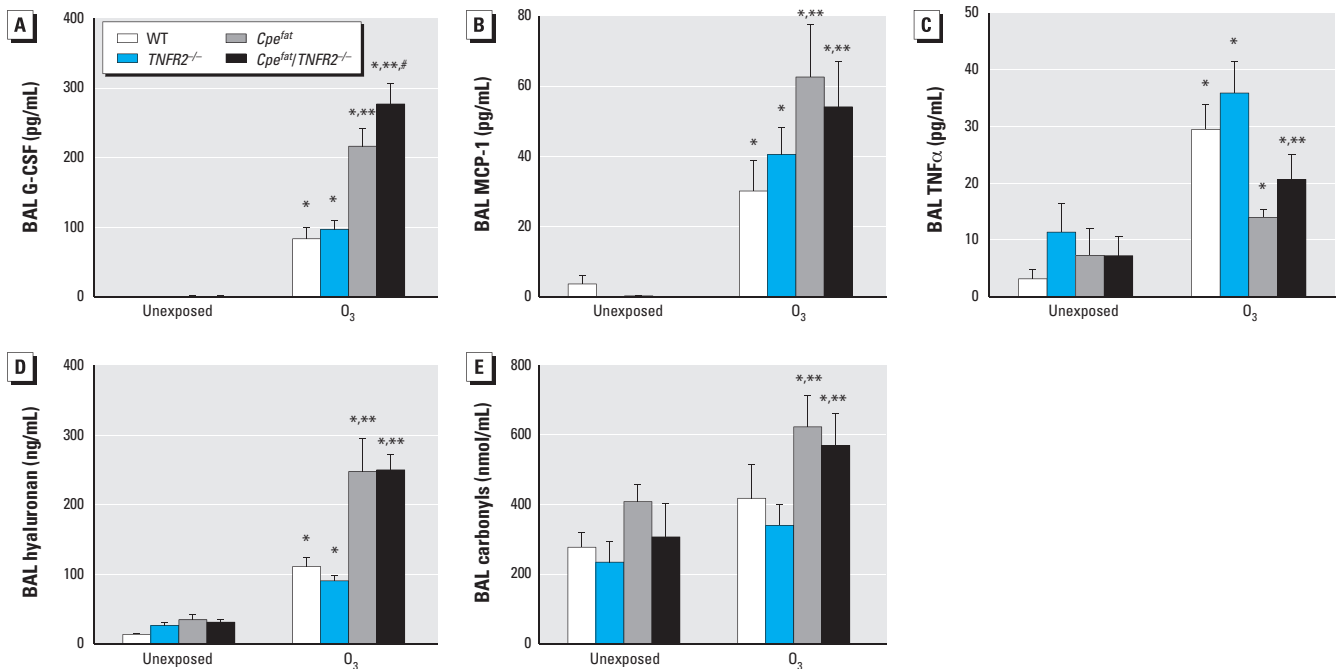 A
BAL G-CSF (pg/mL)
400
300
200
100
0
WT
TNFR2–/–
Cpefat
Cpefat/TNFR2–/–
*
*
*,**
*,**,#
Unexposed
O3
B
BAL MCP-1 (pg/mL)
80
60
40
20
0
*
*
*,**
*,**
Unexposed
O3
C
BAL TNFα (pg/mL)
50
40
30
20
10
0
*
*
*
*,**
Unexposed
O3
D
BAL hyaluronan (ng/mL)
400
300
200
100
0
*
*
*,**
*,**
Unexposed
O3
E
BAL carbonyls (nmol/mL)
800
600
400
200
0
*,**
*,**
Unexposed
O3